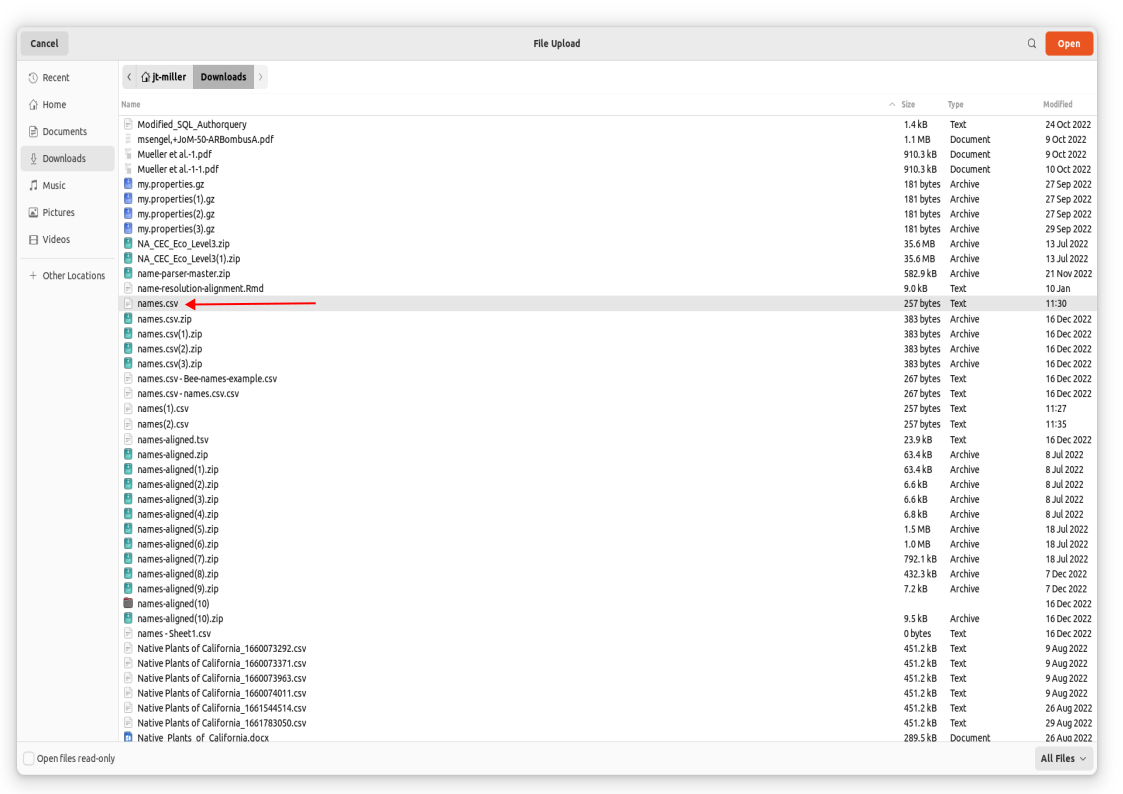 Cancel File Upload Open
Recent
Home
Documents
Downloads
Music
Pictures
Videos
+ Other Locations
jt-miller Downloads
Name Size Type Modified
Modified_SQL_Authorquery 1.4 kB Text 24 Oct 2022
msengel,+JoM-50-ARBombusA.pdf 1.1 MB Document 9 Oct 2022
Mueller et al.-1.pdf 910.3 kB Document 9 Oct 2022
Mueller et al.-1-1.pdf 910.3 kB Document 10 Oct 2022
my.properties.gz 181 bytes Archive 27 Sep 2022
my.properties(1).gz 181 bytes Archive 27 Sep 2022
my.properties(2).gz 181 bytes Archive 27 Sep 2022
my.properties(3).gz 181 bytes Archive 29 Sep 2022
NA_CEC_Eco_Level3.zip 35.6 MB Archive 13 Jul 2022
NA_CEC_Eco_Level3(1).zip 35.6 MB Archive 13 Jul 2022
name-parser-master.zip 582.9 kB Archive 21 Nov 2022
name-resolution-alignment.Rmd 9.0 kB Text 10 Jan
names.csv 257 bytes Text 11:30
names.csv.zip 383 bytes Archive 16 Dec 2022
names.csv(1).zip 383 bytes Archive 16 Dec 2022
names.csv(2).zip 383 bytes Archive 16 Dec 2022
names.csv(3).zip 383 bytes Archive 16 Dec 2022
names.csv - Bee-names-example.csv 267 bytes Text 16 Dec 2022
names.csv - names.csv.csv 267 bytes Text 16 Dec 2022
names(1).csv 257 bytes Text 11:27
names(2).csv 257 bytes Text 11:35
names-aligned.tsv 23.9 kB Text 16 Dec 2022
names-aligned.zip 63.4 kB Archive 8 Jul 2022
names-aligned(1).zip 63.4 kB Archive 8 Jul 2022
names-aligned(2).zip 6.6 kB Archive 8 Jul 2022
names-aligned(3).zip 6.6 kB Archive 8 Jul 2022
names-aligned(4).zip 6.8 kB Archive 8 Jul 2022
names-aligned(5).zip 1.5 MB Archive 18 Jul 2022
names-aligned(6).zip 1.0 MB Archive 18 Jul 2022
names-aligned(7).zip 792.1 kB Archive 18 Jul 2022
names-aligned(8).zip 432.3 kB Archive 7 Dec 2022
names-aligned(9).zip 7.2 kB Archive 7 Dec 2022
names-aligned(10) 16 Dec 2022
names-aligned(10).zip 9.5 kB Archive 16 Dec 2022
names - Sheet1.csv 0 bytes Text 16 Dec 2022
Native Plants of California_1660073292.csv 451.2 kB Text 9 Aug 2022
Native Plants of California_1660073371.csv 451.2 kB Text 9 Aug 2022
Native Plants of California_1660073963.csv 451.2 kB Text 9 Aug 2022
Native Plants of California_1660074011.csv 451.2 kB Text 9 Aug 2022
Native Plants of California_1661544514.csv 451.2 kB Text 26 Aug 2022
Native Plants of California_1661783050.csv 451.2 kB Text 29 Aug 2022
Native_Plants_of_California.docx 289.5 kB Document 26 Aug 2022
Open files read-only All Files